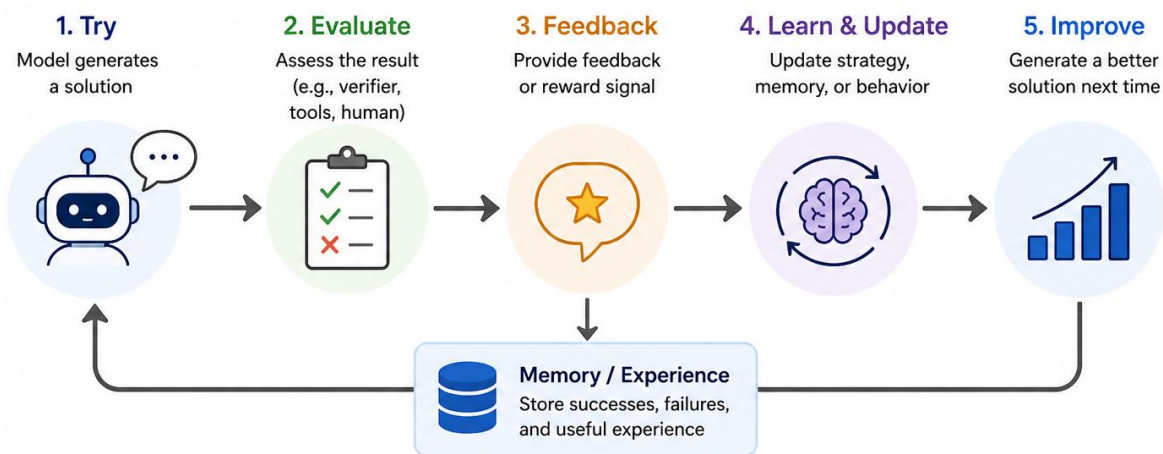 1. Try
Model generates
a solution
2. Evaluate
Assess the result
(e.g., verifier,
tools, human)
3. Feedback
Provide feedback
or reward signal
4. Learn & Update
Update strategy,
memory, or behavior
5. Improve
Generate a better
solution next time
Memory / Experience
Store successes, failures,
and useful experience